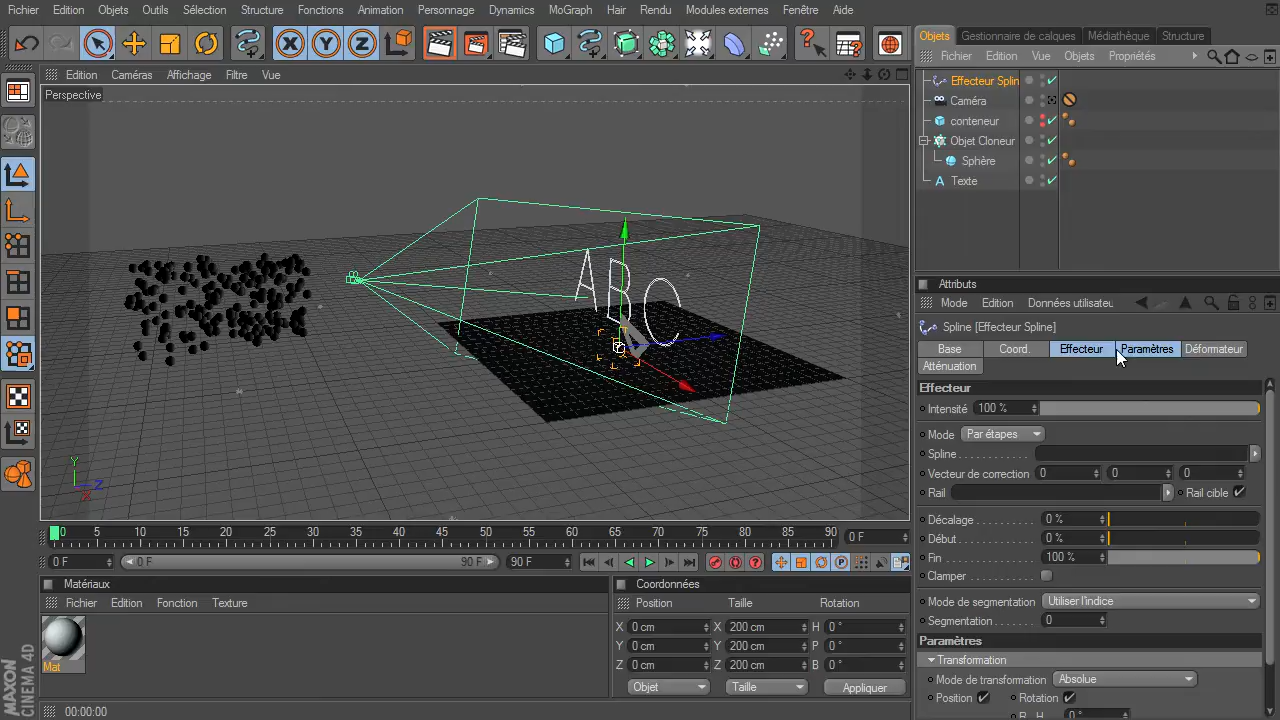 Fichier Edition Objets Outils Sélection Structure Fonctions Animation Personnage Dynamics MoGraph Hair Rendu Modules externes Fenêtre Aide
Edition Caméras Affichage Filtre Vue
Perspective
ABC
Y
Z
X
0 5 10 15 20 25 30 35 40 45 50 55 60 65 70 75 80 85 90
0 F
0 F
0 F
90 F
90 F
Matériaux
Fichier Edition Fonction Texture
Mat
MAXON
CINEMA 4D
Coordonnées
Position Taille Rotation
X 0 cm X 200 cm H 0 °
Y 0 cm Y 200 cm P 0 °
Z 0 cm Z 200 cm B 0 °
Objet Taille Appliquer
00:00:00
Objets Gestionnaire de calques Médiathèque Structure
Fichier Edition Vue Objets Propriétés
Effecteur Splin
Caméra
conteneur
Objet Cloneur
Sphère
Texte
Attributs
Mode Edition Données utilisateu
Spline [Effecteur Spline]
Base Coord. Effecteur Paramètres Déformateur
Atténuation
Effecteur
Intensité 100 %
Mode Par étapes
Spline
Vecteur de correction 0 0 0
Rail Rail cible
Décalage 0 %
Début 0 %
Fin 100 %
Clamper
Mode de segmentation Utiliser l'indice
Segmentation 0
Paramètres
Transformation
Mode de transformation Absolue
Position Rotation
R . H 0 °